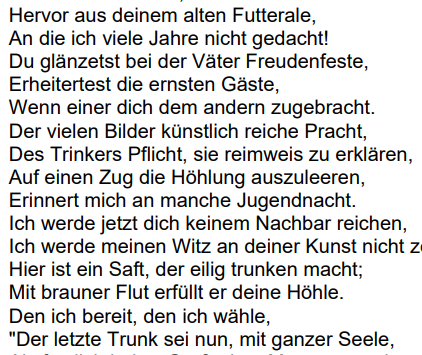 Hervor aus deinem alten Futterale,
An die ich viele Jahre nicht gedacht!
Du glänzetst bei der Väter Freudenfeste,
Erheitertest die ernsten Gäste,
Wenn einer dich dem andern zugebracht.
Der vielen Bilder künstlich reiche Pracht,
Des Trinkers Pflicht, sie reimweis zu erklären,
Auf einen Zug die Höhlung auszuleeren,
Erinnert mich an manche Jugendnacht.
Ich werde jetzt dich keinem Nachbar reichen,
Ich werde meinen Witz an deiner Kunst nicht
Hier ist ein Saft, der eilig trunken macht;
Mit brauner Flut erfüllt er deine Höhle.
Den ich bereit, den ich wähle,
"Der letzte Trunk sei nun, mit ganzer Seele,